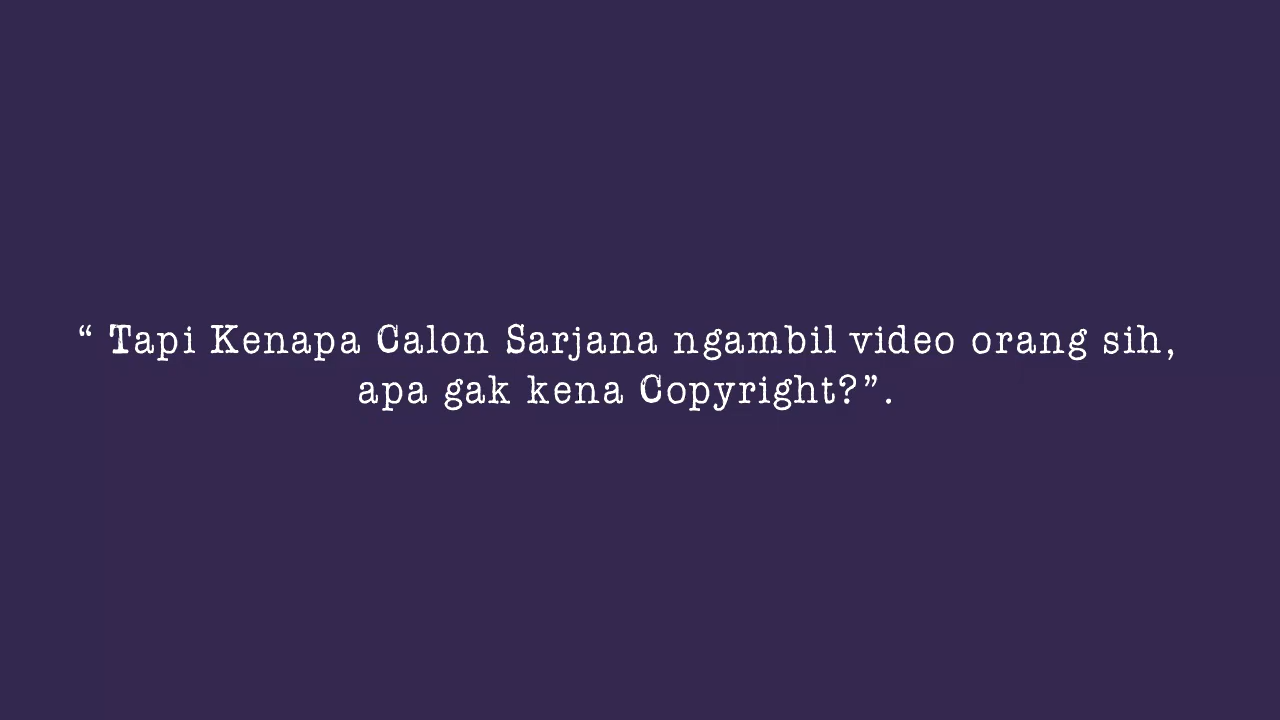 “ Tapi Kenapa Calon Sarjana ngambil video orang sih,
apa gak kena Copyright?”.